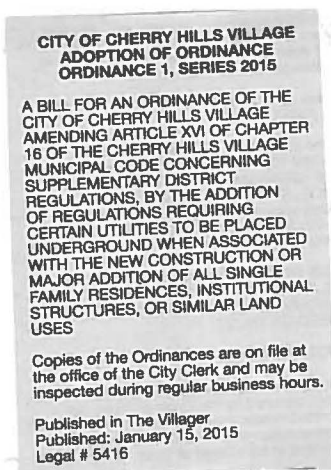 CITY OF CHERRY HILLS VILLAGE
ADOPTION OF ORDINANCE
ORDINANCE 1, SERIES 2015
A BILL FOR AN ORDINANCE OF THE
CITY OF CHERRY HILLS VILLAGE
AMENDING ARTICLE XVI OF CHAPTER
16 OF THE CHERRY HILLS VILLAGE
MUNICIPAL CODE CONCERNING
SUPPLEMENTARY DISTRICT
REGULATIONS, BY THE ADDITION
OF REGULATIONS REQUIRING
CERTAIN UTILITIES TO BE PLACED
UNDERGROUND WHEN ASSOCIATED
WITH THE NEW CONSTRUCTION OR
MAJOR ADDITION OF ALL SINGLE
FAMILY RESIDENCES, INSTITUTIONAL
STRUCTURES, OR SIMILAR LAND
USES
Copies of the Ordinances are on file at
the office of the City Clerk and may be
inspected during regular business hours.
Published in The Villager
Published: January 15, 2015
Legal # 5416